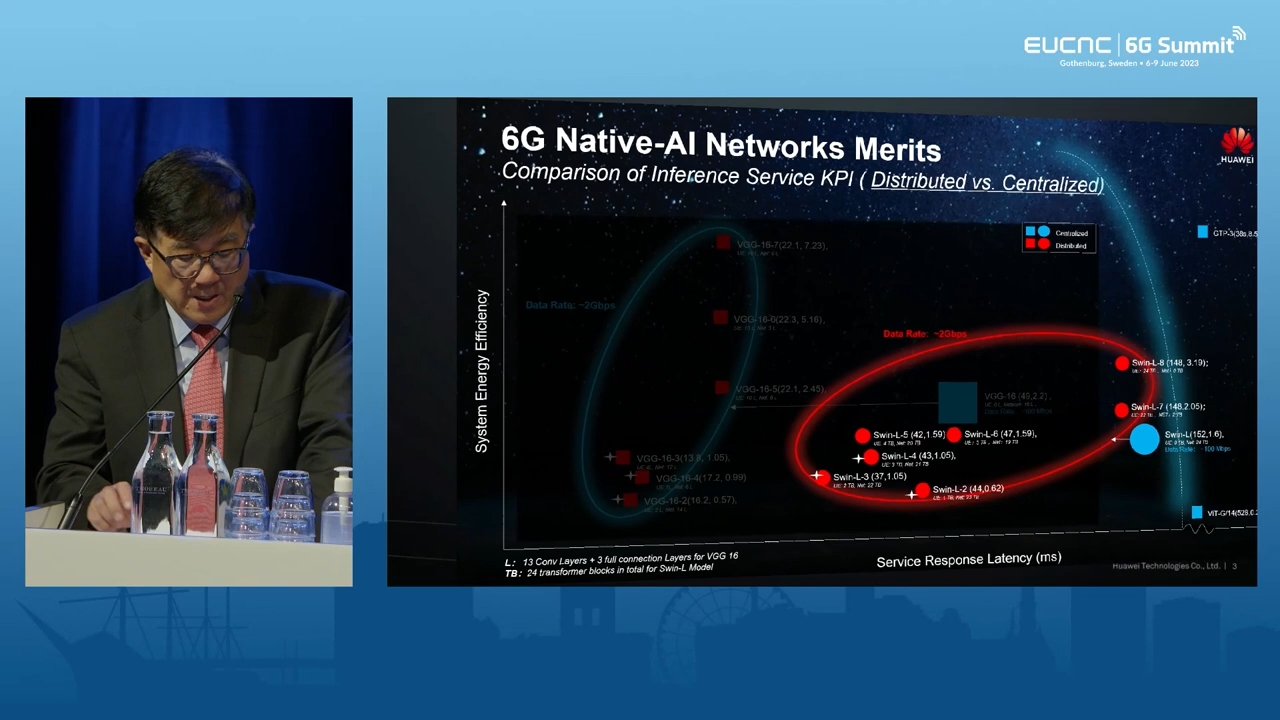 EUCNC | 6G Summit
Gothenburg, Sweden • 6-9 June 2023
6G Native-AI Networks Merits
Comparison of Inference Service KPI ( Distributed vs. Centralized)
HUAWEI
System Energy Efficiency
Centralized
Distributed
VGG-16-7(22.1, 7.23),
Data Rate: ~2Gbps
VGG-16-6(22.3, 5.16),
Data Rate: ~2Gbps
Swin-L-8 (148, 3.19);
VGG-16-5(22.1, 2.45),
VGG-16 (49,2.2),
Swin-L-7 (148,2.05);
Swin-L-5 (42,1.59)
Swin-L-6 (47,1.59),
Swin-L(152,1.6),
Data Rate: ~100 Mbps
VGG-16-3(13.8, 1.05),
Swin-L-4 (43,1.05),
VGG-16-4(17.2, 0.99)
Swin-L-3 (37,1.05)
VGG-16-2(16.2, 0.57),
Swin-L-2 (44,0.62)
L: 13 Conv Layers + 3 full connection Layers for VGG 16
TB: 24 transformer blocks in total for Swin-L Model
Service Response Latency (ms)
Huawei Technologies Co., Ltd. | 3